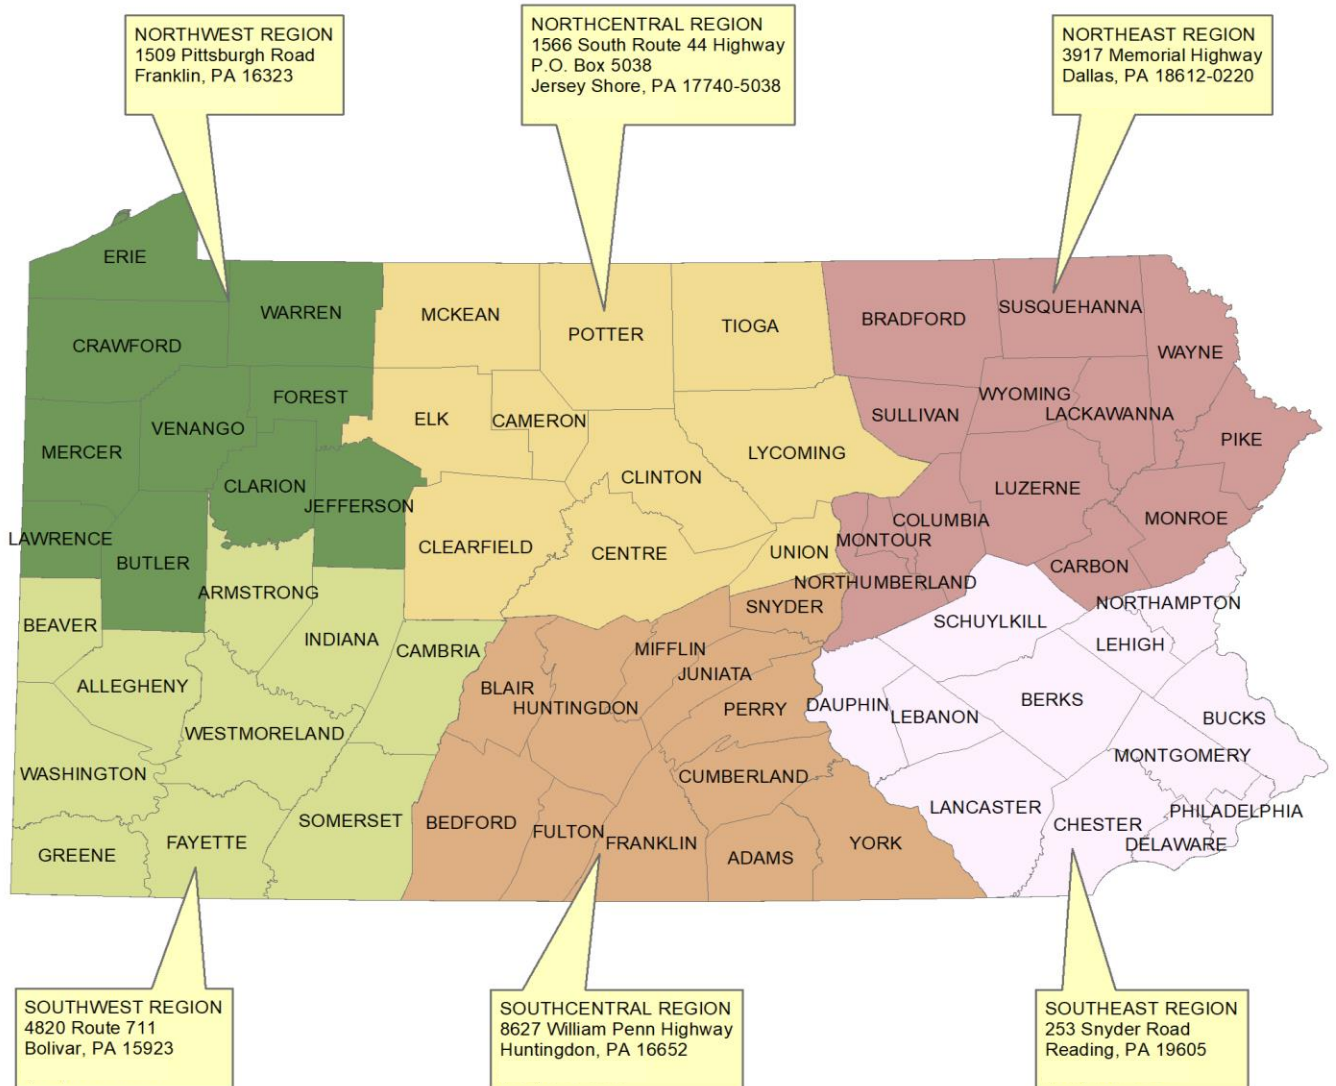 NORTHWEST REGION
1509 Pittsburgh Road
Franklin, PA 16323
NORTHCENTRAL REGION
1566 South Route 44 Highway
P.O. Box 5038
Jersey Shore, PA 17740-5038
NORTHEAST REGION
3917 Memorial Highway
Dallas, PA 18612-0220
ERIE
WARREN
CRAWFORD
FOREST
VENANGO
MERCER
CLARION
JEFFERSON
LAWRENCE
BUTLER
MCKEAN
POTTER
TIOGA
ELK
CAMERON
LYCOMING
CLINTON
CLEARFIELD
CENTRE
UNION
BRADFORD
SUSQUEHANNA
WAYNE
WYOMING
LACKAWANNA
SULLIVAN
PIKE
LUZERNE
COLUMBIA
MONROE
MONTOUR
CARBON
NORTHUMBERLAND
ARMSTRONG
BEAVER
INDIANA
CAMBRIA
ALLEGHENY
WESTMORELAND
WASHINGTON
SOMERSET
FAYETTE
GREENE
SNYDER
MIFFLIN
JUNIATA
BLAIR
HUNTINGDON
PERRY
CUMBERLAND
BEDFORD
FULTON
FRANKLIN
ADAMS
YORK
NORTHAMPTON
SCHUYLKILL
LEHIGH
DAUPHIN
LEBANON
BERKS
BUCKS
MONTGOMERY
LANCASTER
CHESTER
PHILADELPHIA
DELAWARE
SOUTHWEST REGION
4820 Route 711
Bolivar, PA 15923
SOUTHCENTRAL REGION
8627 William Penn Highway
Huntingdon, PA 16652
SOUTHEAST REGION
253 Snyder Road
Reading, PA 19605